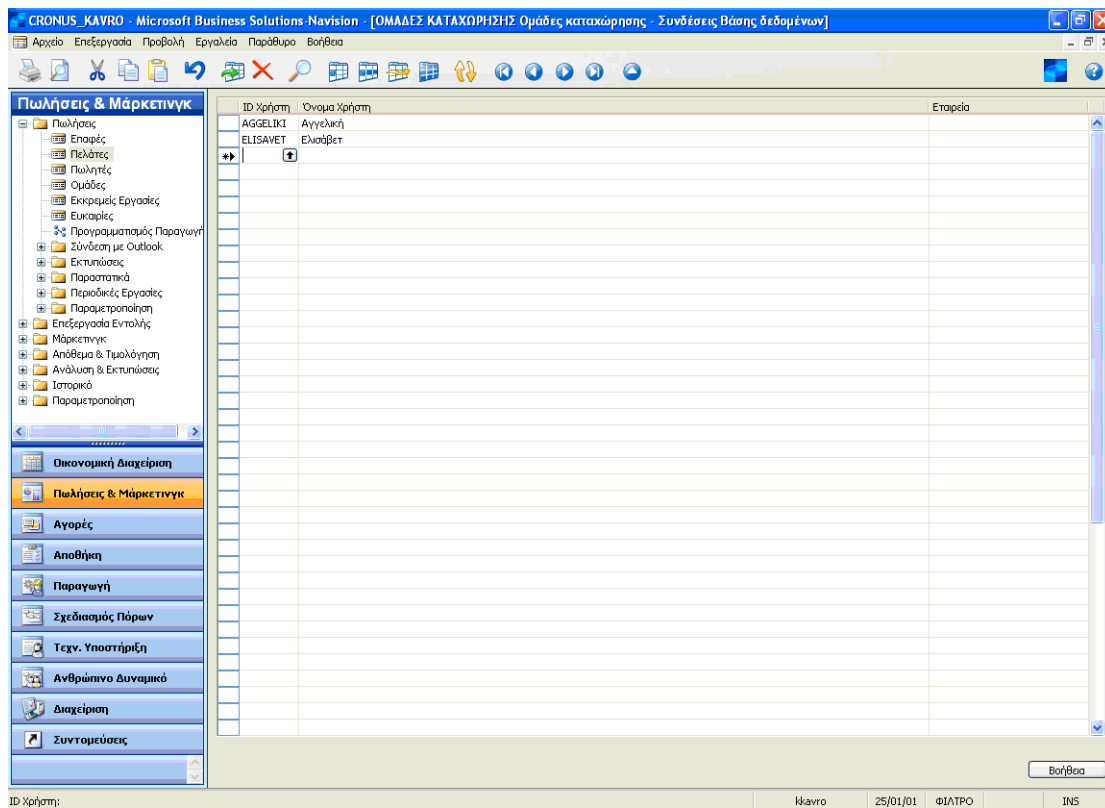 CRONUS_KAVRO - Microsoft Business Solutions-Navision - [ΟΜΑΔΕΣ ΚΑΤΑΧΩΡΗΣΗΣ Ομάδες καταχώρησης - Συνδέσεις Βάσης δεδομένων]
Αρχείο Επεξεργασία Προβολή Εργαλεία Παράθυρο Βοήθεια
Πωλήσεις & Μάρκετινγκ
Πωλήσεις
Επαφές
Πελάτες
Πωλητές
Ομάδες
Εκκρεμείς Εργασίες
Ευκαιρίες
Προγραμματισμός Παραγωγή
Σύνδεση με Outlook
Εκτυπώσεις
Παραστατικά
Περιοδικές Εργασίες
Παραμετροποίηση
Επεξεργασία Εντολής
Μάρκετινγκ
Απόθεμα & Τιμολόγηση
Ανάλυση & Εκτυπώσεις
Ιστορικό
Παραμετροποίηση
Οικονομική Διαχείριση
Πωλήσεις & Μάρκετινγκ
Αγορές
Αποθήκη
Παραγωγή
Σχεδιασμός Πόρων
Τεχν. Υποστήριξη
Ανθρώπινο Δυναμικό
Διαχείριση
Συντομεύσεις
ID Χρήστη Όνομα Χρήστη Εταιρεία
AGGELIKI Αγγελική
ELISAVET Ελισάβετ
Βοήθεια
ID Χρήστη: kkavro 25/01/01 ΦΙΛΤΡΟ INS